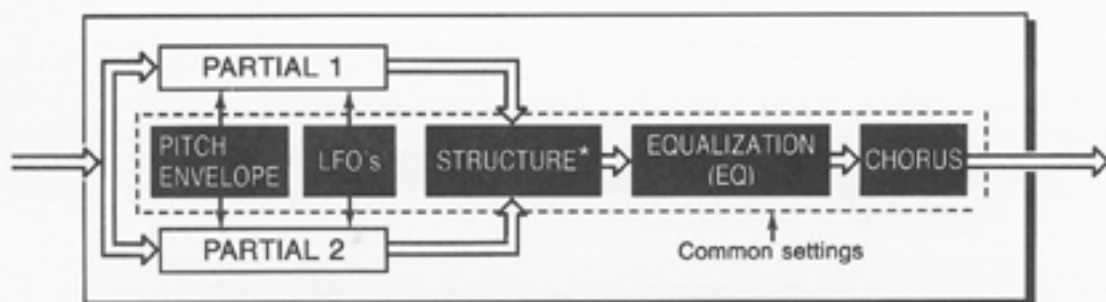 PARTIAL 1
PITCH
ENVELOPE
LFO's
STRUCTURE*
EQUALIZATION
(EQ)
CHORUS
PARTIAL 2
Common settings